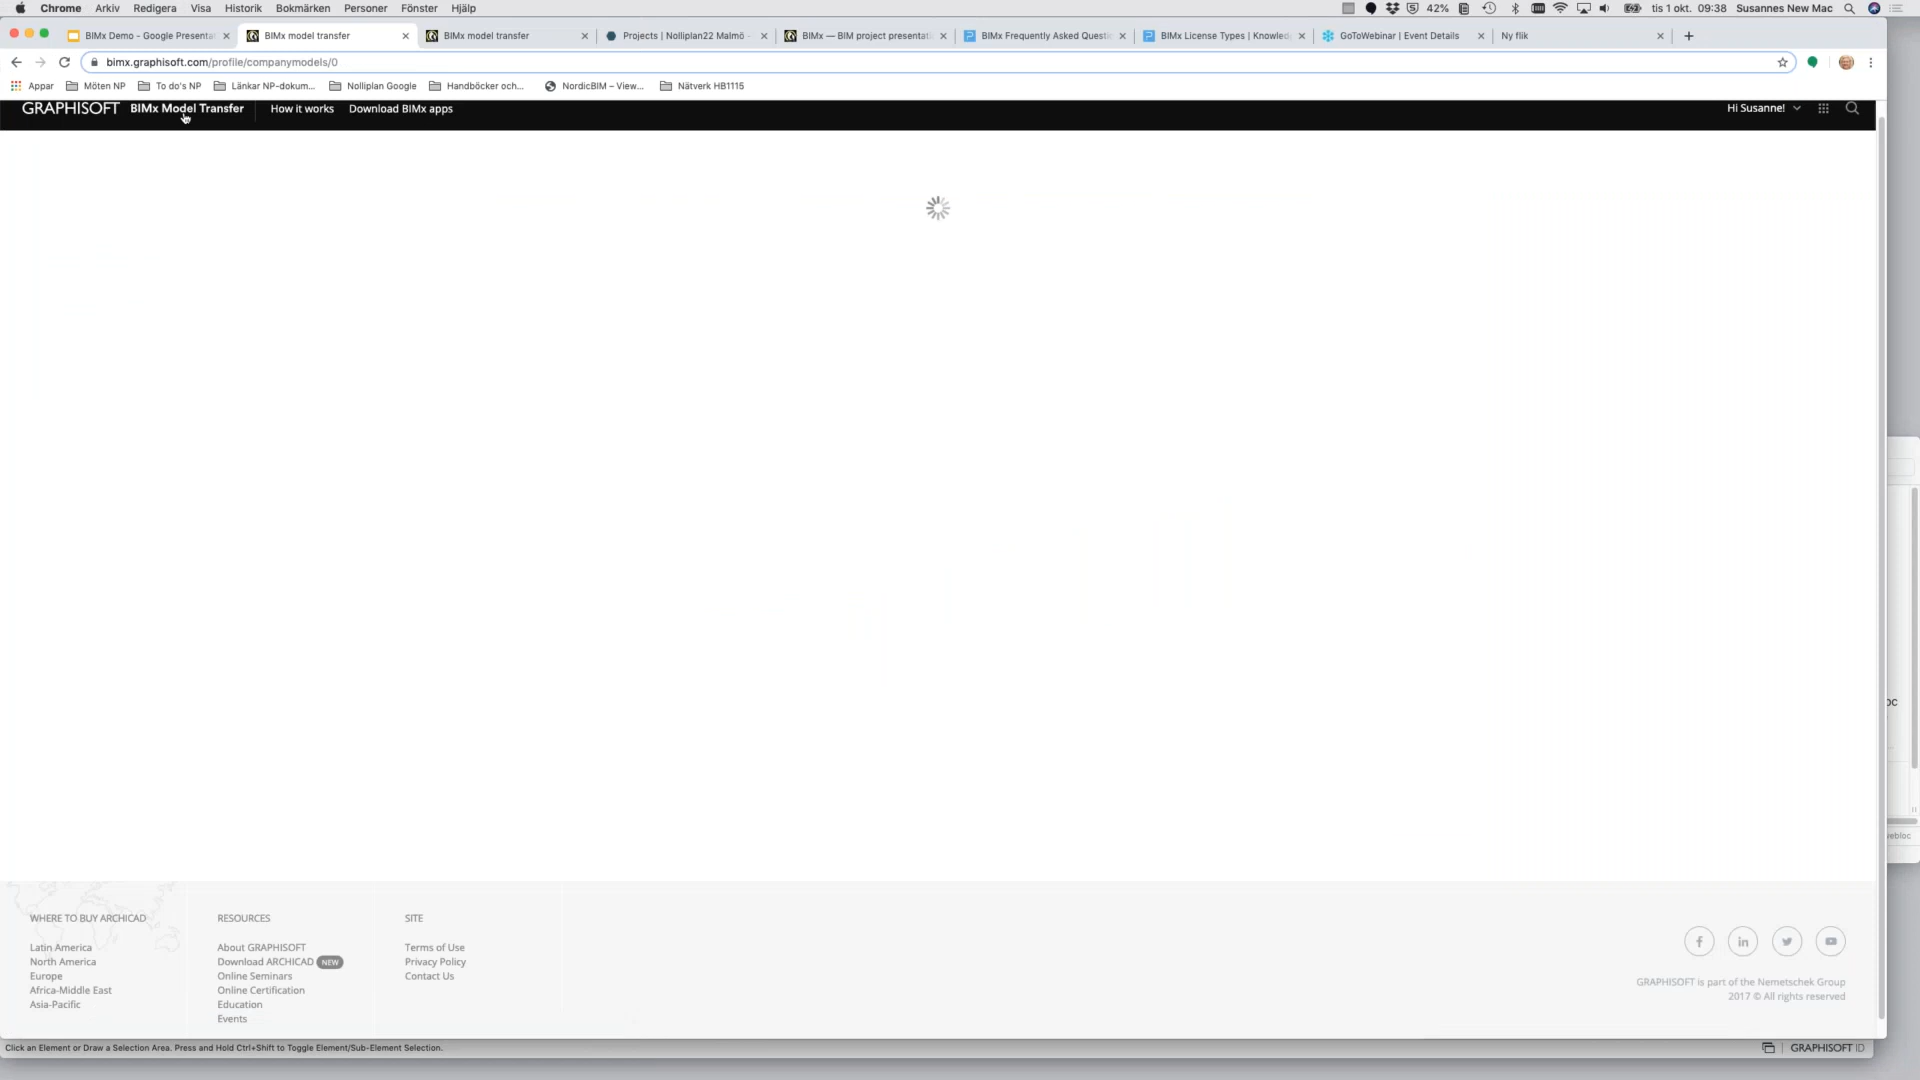 Chrome Arkiv Redigera Visa Historik Bokmärken Personer Fönster Hjälp 42% tis 1 okt. 09:38 Susannes New Mac
BIMx Demo - Google Presentat BIMx model transfer BIMx model transfer Projects | Nolliplan22 Malmö - BIMx — BIM project presentati BIMx Frequently Asked Questi BIMx License Types | Knowled GoToWebinar | Event Details Ny flik
bimx.graphisoft.com/profile/companymodels/0
Appar Möten NP To do's NP Länkar NP-dokum... Nolliplan Google Handböcker och... NordicBIM – View... Nätverk HB1115
GRAPHISOFT BIMx Model Transfer How it works Download BIMx apps Hi Susanne!
WHERE TO BUY ARCHICAD
Latin America
North America
Europe
Africa-Middle East
Asia-Pacific
RESOURCES
About GRAPHISOFT
Download ARCHICAD NEW
Online Seminars
Online Certification
Education
Events
SITE
Terms of Use
Privacy Policy
Contact Us
GRAPHISOFT is part of the Nemetschek Group
2017 © All rights reserved
Click an Element or Draw a Selection Area. Press and Hold Ctrl+Shift to Toggle Element/Sub-Element Selection.
GRAPHISOFT ID